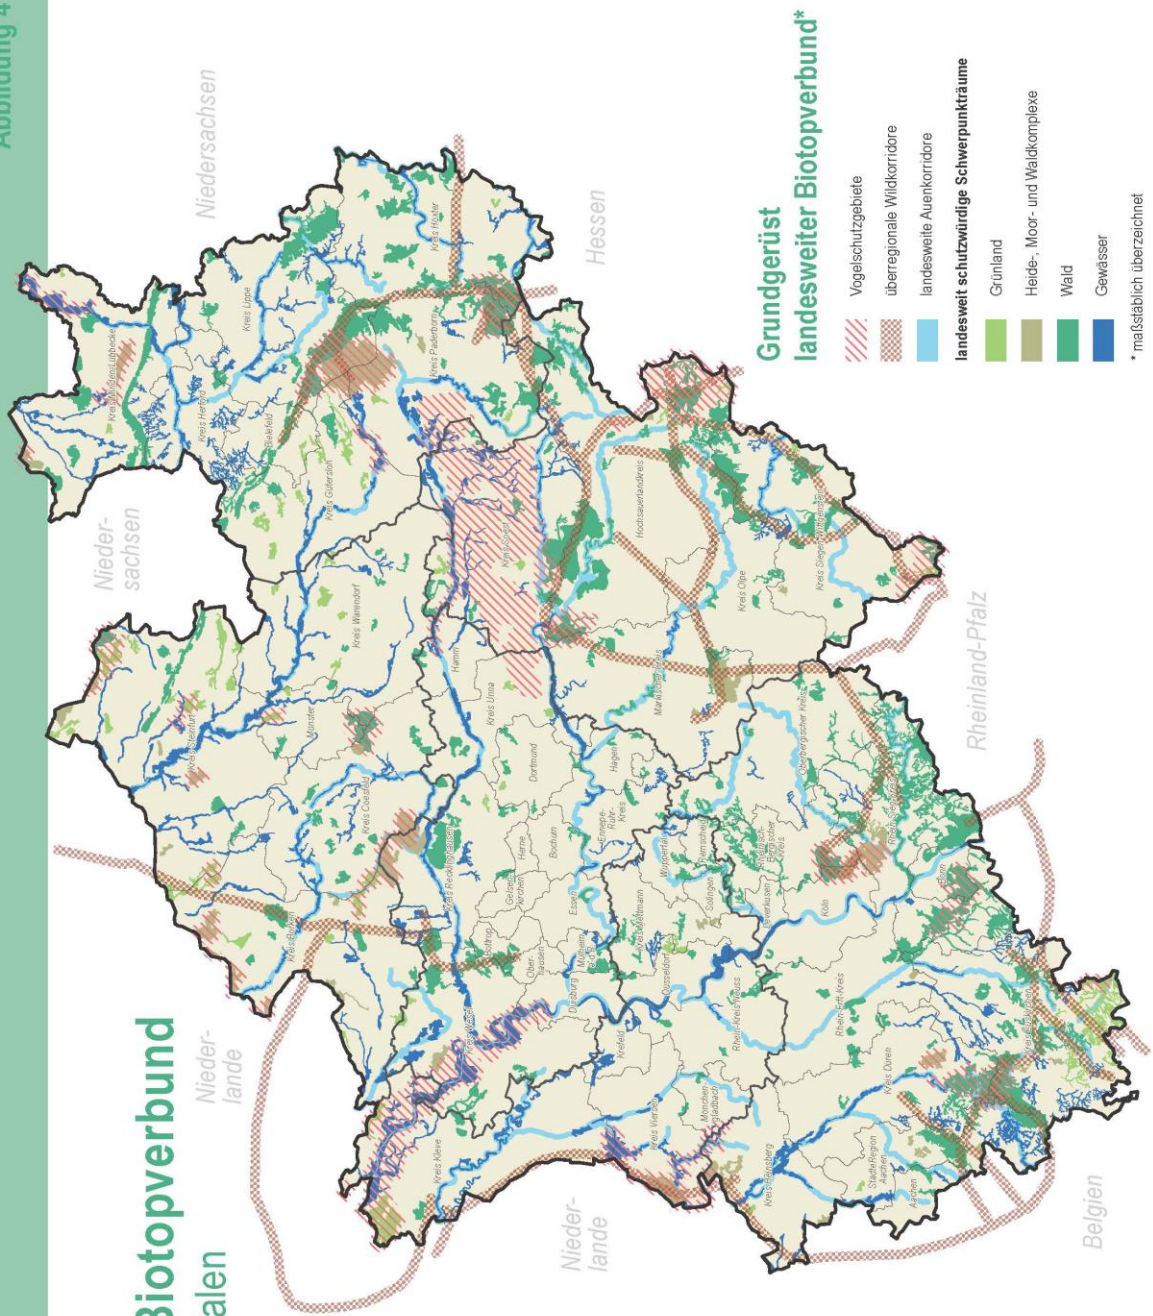 Abbildung 4
Biotopverbund
alen
Nieder-
lande
Nieder-
sachsen
Niedersachsen
Kreis Steinfurt
Kreis Minden-Lübbecke
Kreis Herford
Bielefeld
Kreis Lippe
Kreis Borken
Münster
Kreis Warendorf
Kreis Gütersloh
Kreis Coesfeld
Kreis Höxter
Kreis Paderborn
Kreis Kleve
Kreis Wesel
Kreis Recklinghausen
Hamm
Kreis Unna
Kreis Soest
Bottrop
Gelsen-
kirchen
Herne
Dortmund
Ober-
hausen
Bochum
Essen
Duisburg
Mülheim
a.d.R.
Hagen
Ennepe-
Ruhr-
Kreis
Krefeld
Hochsauerlandkreis
Kreis Viersen
Kreis Mettmann
Wuppertal
Märkischer Kreis
Düsseldorf
Mönchen-
gladbach
Solingen
Remscheid
Rhein-Kreis Neuss
Kreis Olpe
Kreis Heinsberg
Leverkusen
Rheinisch-
Bergischer
Kreis
Oberbergischer Kreis
Köln
Kreis Siegen-Wittgenstein
Rhein-Erft-Kreis
Kreis Düren
StädteRegion
Aachen
Aachen
Rhein-Sieg-Kreis
Bonn
Kreis Euskirchen
Nieder-
lande
Belgien
Rheinland-Pfalz
Hessen
Grundgerüst
landesweiter Biotopverbund*
Vogelschutzgebiete
überregionale Wildkorridore
landesweite Auenkorridore
landesweit schutzwürdige Schwerpunkträume
Grünland
Heide-, Moor- und Waldkomplexe
Wald
Gewässer
* maßstäblich überzeichnet